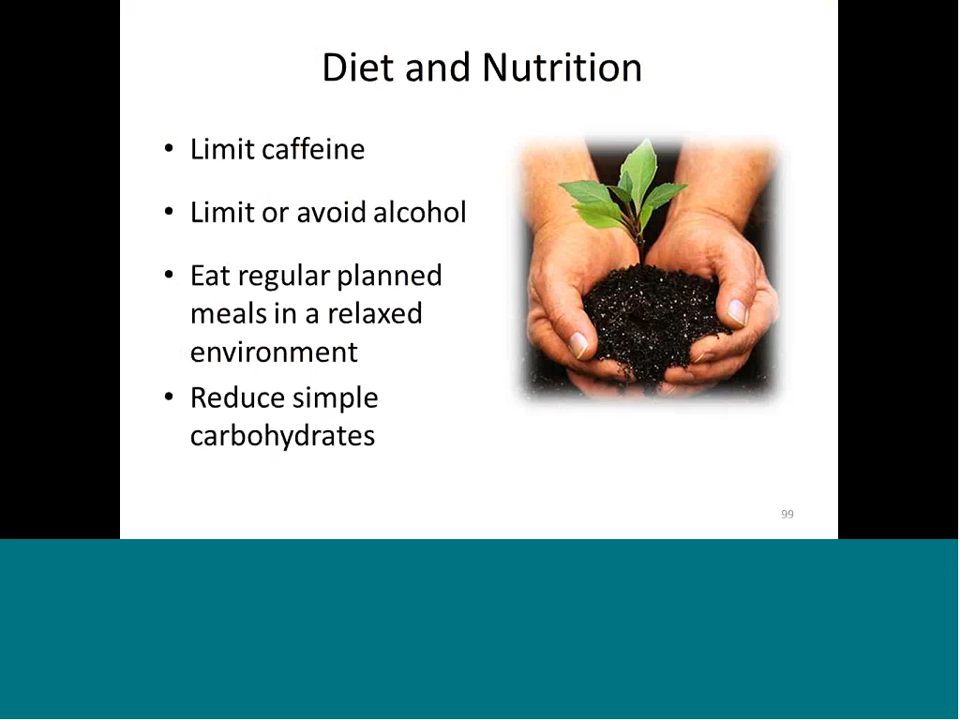 Diet and Nutrition
• Limit caffeine
• Limit or avoid alcohol
• Eat regular planned
meals in a relaxed
environment
• Reduce simple
carbohydrates
99